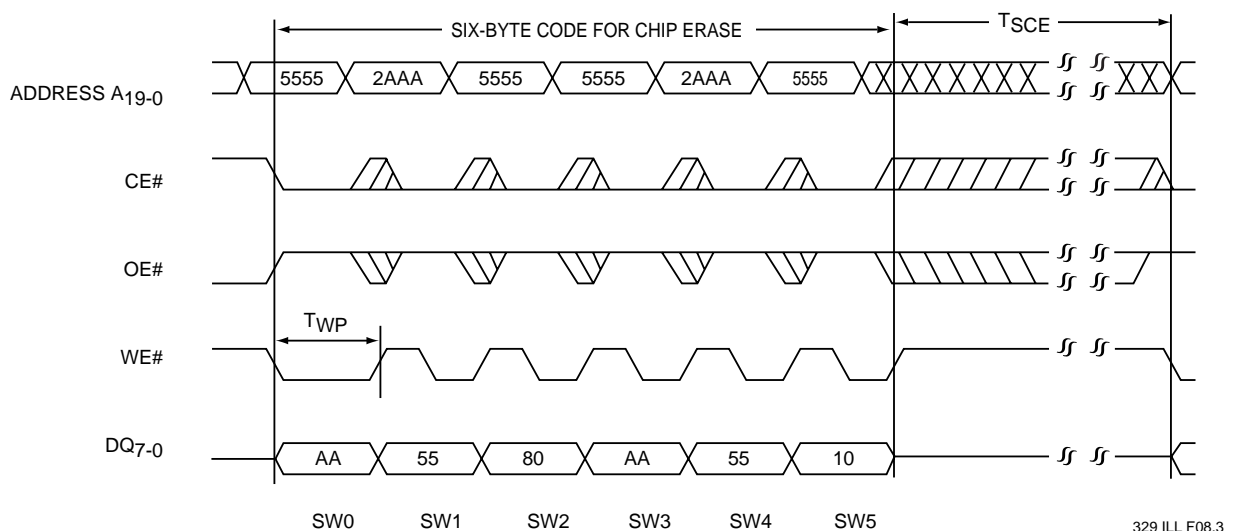 SIX-BYTE CODE FOR CHIP ERASE
TSCE
ADDRESS A19-0
5555 2AAA 5555 5555 2AAA 5555
CE#
OE#
TWP
WE#
DQ7-0
AA 55 80 AA 55 10
SW0 SW1 SW2 SW3 SW4 SW5
329 ILL F08.3